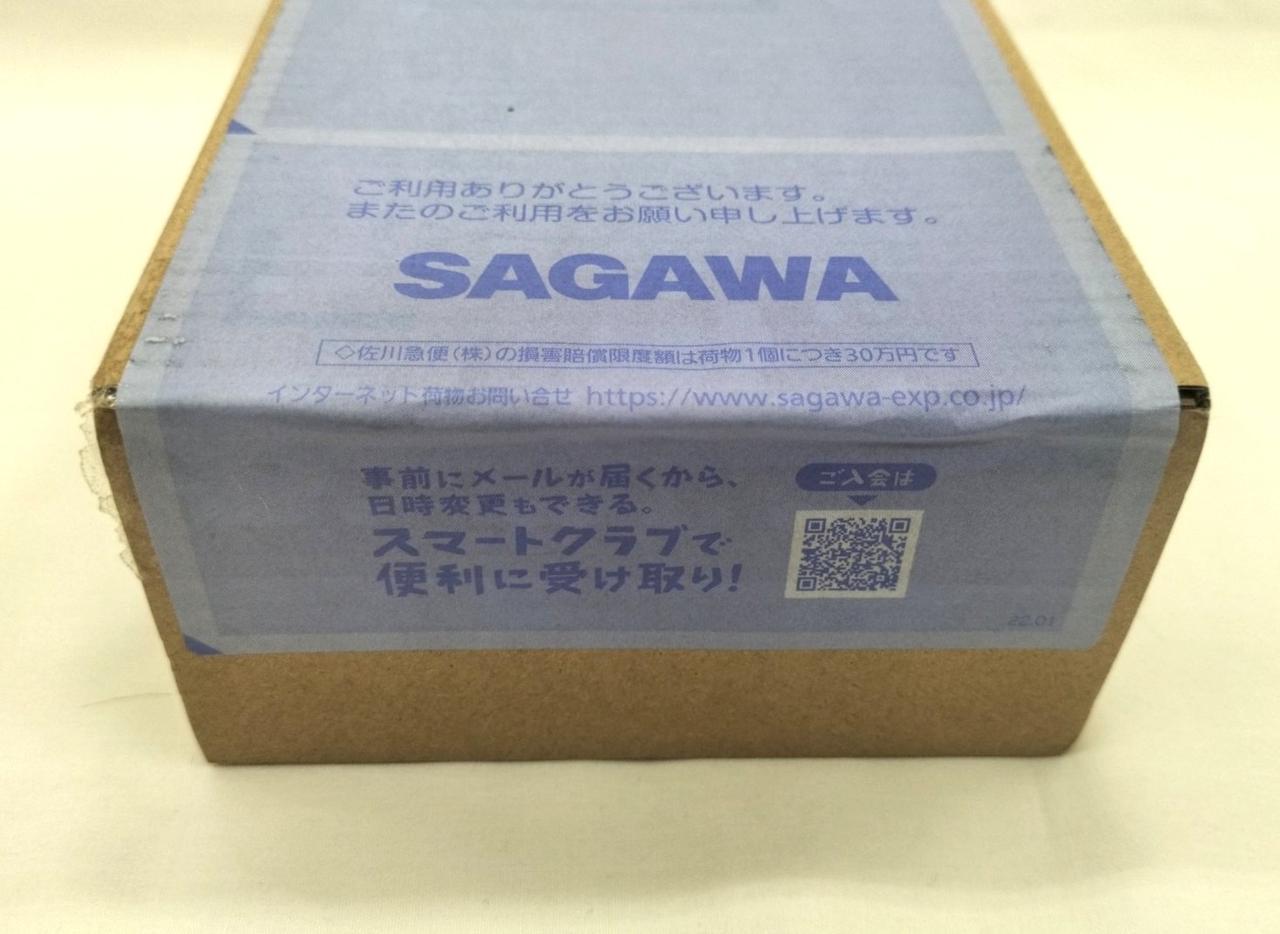 ご利用ありがとうございます。
またのご利用をお願い申し上げます。
SAGAWA
◇佐川急便(株)の損害賠償限度額は荷物1個につき30万円です
インターネット荷物お問い合せ https://www.sagawa-exp.co.jp/
事前にメールが届くから、
日時変更もできる。
スマートクラブで
便利に受け取り!
ご入会は
22.01